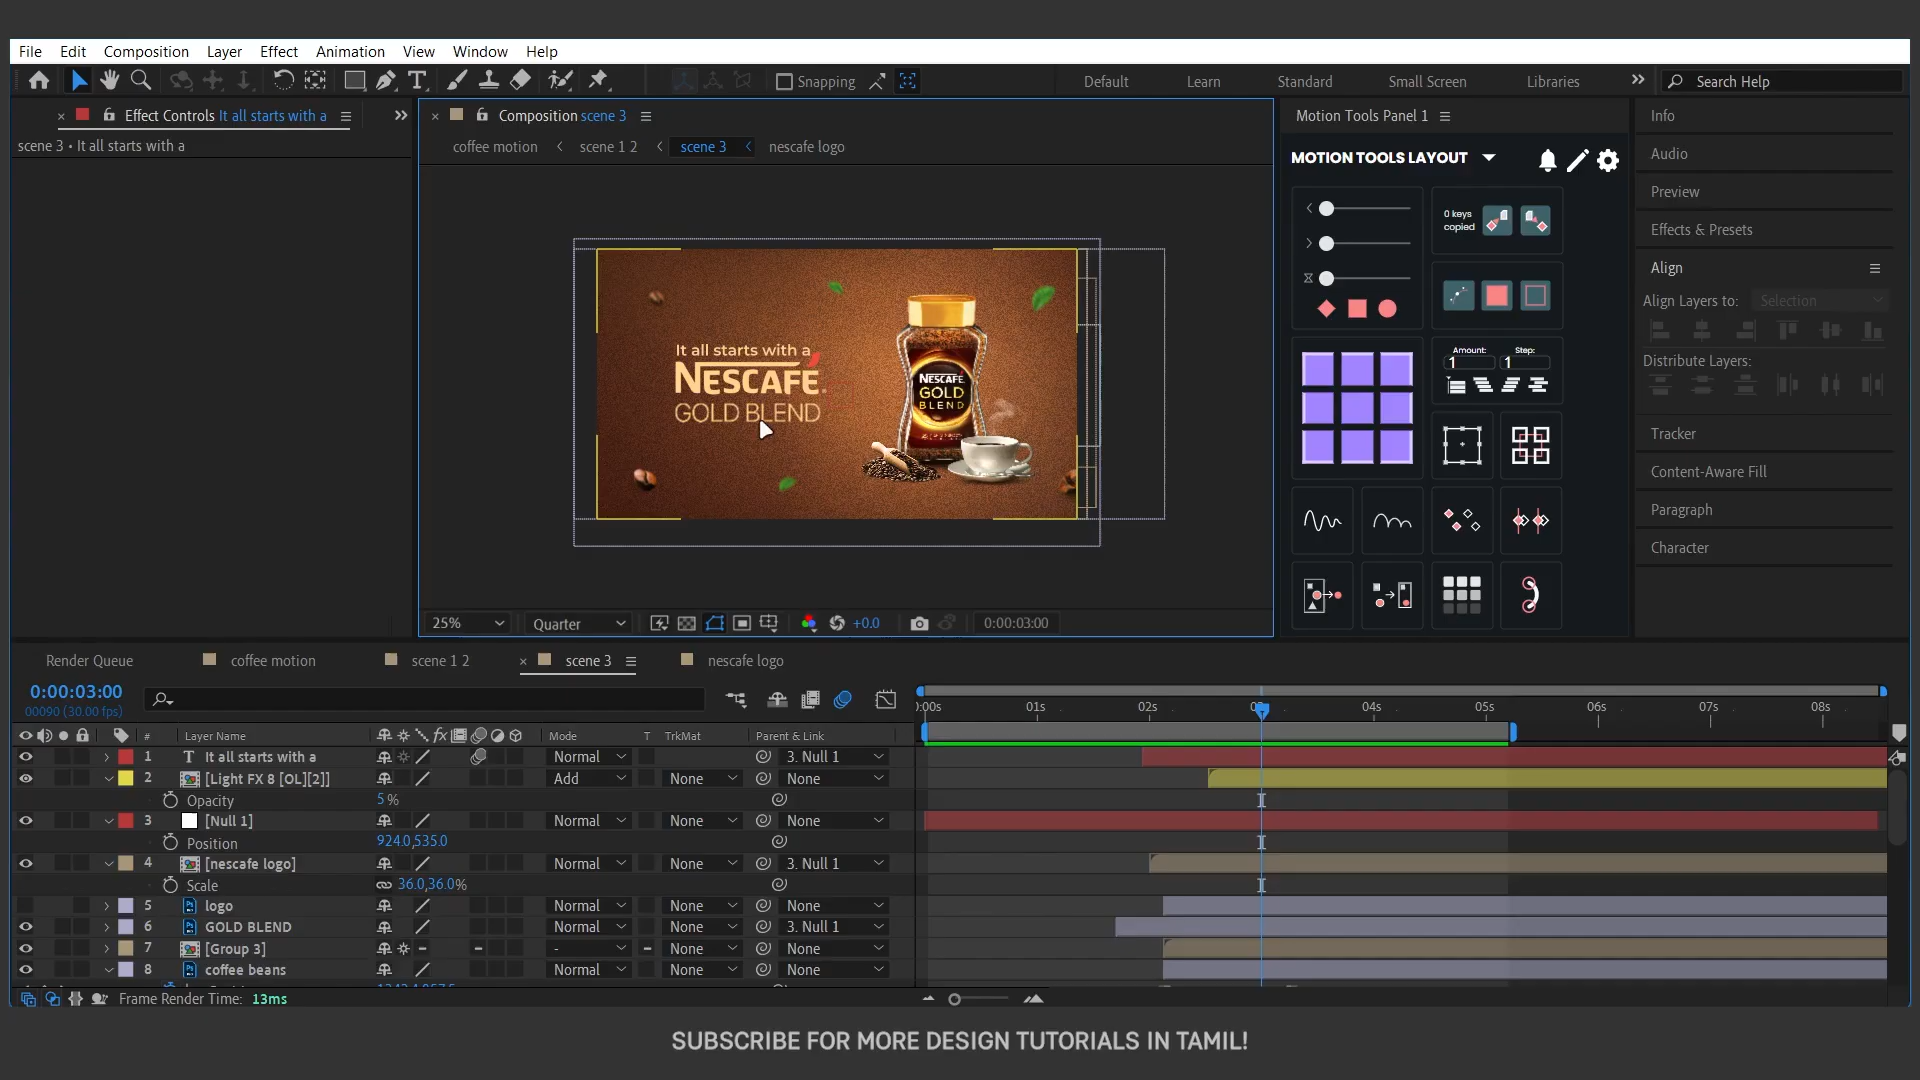 File Edit Composition Layer Effect Animation View Window Help
Snapping
Default Learn Standard Small Screen Libraries
Search Help
Effect Controls It all starts with a
scene 3 • It all starts with a
Composition scene 3
coffee motion scene 1 2 scene 3 nescafe logo
It all starts with a
NESCAFE.
GOLD BLEND
NESCAFE
GOLD
BLEND
25% Quarter +0.0 0:00:03:00
Motion Tools Panel 1
MOTION TOOLS LAYOUT
0 keys
copied
Amount: Step:
1 1
Info
Audio
Preview
Effects & Presets
Align
Align Layers to: Selection
Distribute Layers:
Tracker
Content-Aware Fill
Paragraph
Character
Render Queue coffee motion scene 1 2 scene 3 nescafe logo
0:00:03:00
00090 (30.00 fps)
:00s 01s 02s 04s 05s 06s 07s 08s
# Layer Name fx Mode T TrkMat Parent & Link
1 T It all starts with a Normal 3. Null 1
2 [Light FX 8 [OL][2]] Add None None
Opacity 5%
3 [Null 1] Normal None None
Position 924.0,535.0
4 [nescafe logo] Normal None 3. Null 1
Scale 36.0,36.0%
5 Ps logo Normal None None
6 Ps GOLD BLEND Normal None 3. Null 1
7 [Group 3] - None None
8 Ps coffee beans Normal None None
Frame Render Time: 13ms
SUBSCRIBE FOR MORE DESIGN TUTORIALS IN TAMIL!